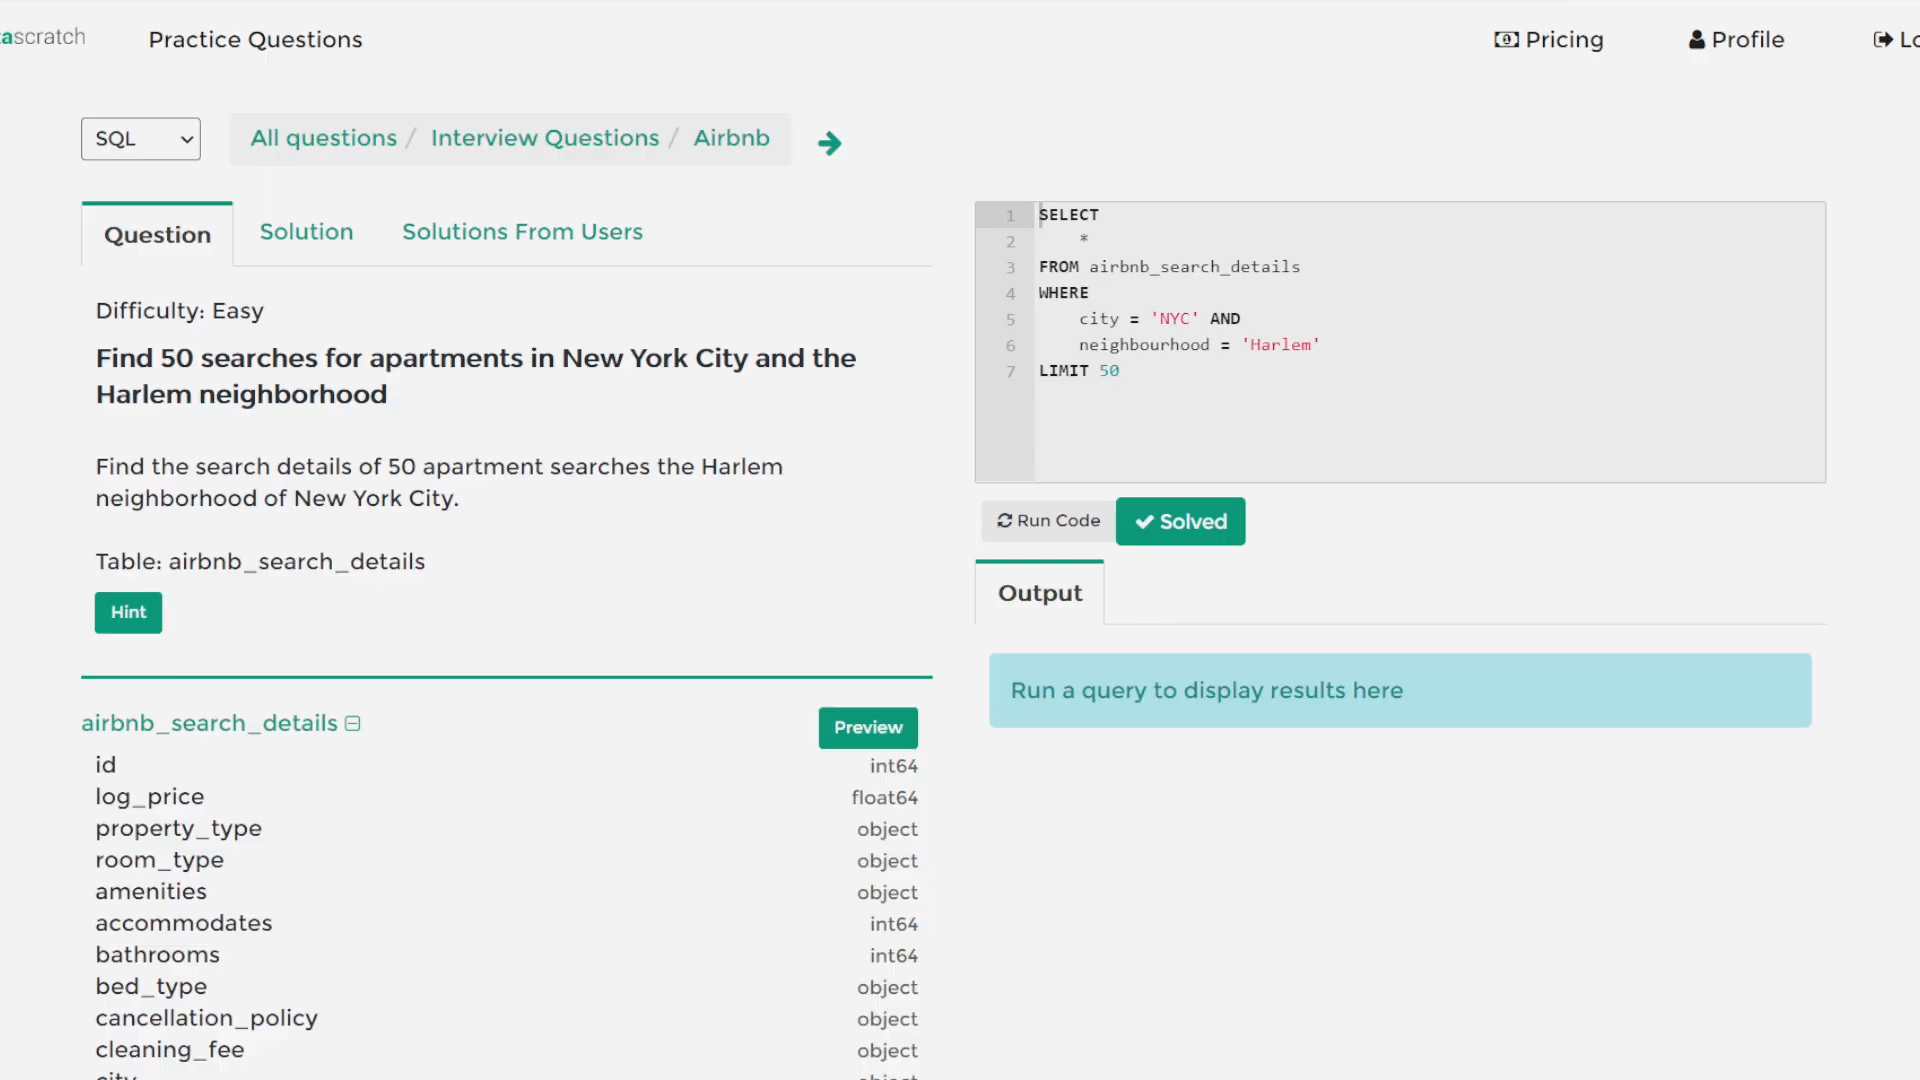 ascratch
Practice Questions
Pricing
Profile
SQL
All questions / Interview Questions / Airbnb
Question
Solution
Solutions From Users
Difficulty: Easy
Find 50 searches for apartments in New York City and the
Harlem neighborhood
Find the search details of 50 apartment searches the Harlem
neighborhood of New York City.
Table: airbnb_search_details
Hint
airbnb_search_details
Preview
id int64
log_price float64
property_type object
room_type object
amenities object
accommodates int64
bathrooms int64
bed_type object
cancellation_policy object
cleaning_fee object
city object
1 SELECT
2 *
3 FROM airbnb_search_details
4 WHERE
5 city = 'NYC' AND
6 neighbourhood = 'Harlem'
7 LIMIT 50
Run Code
Solved
Output
Run a query to display results here